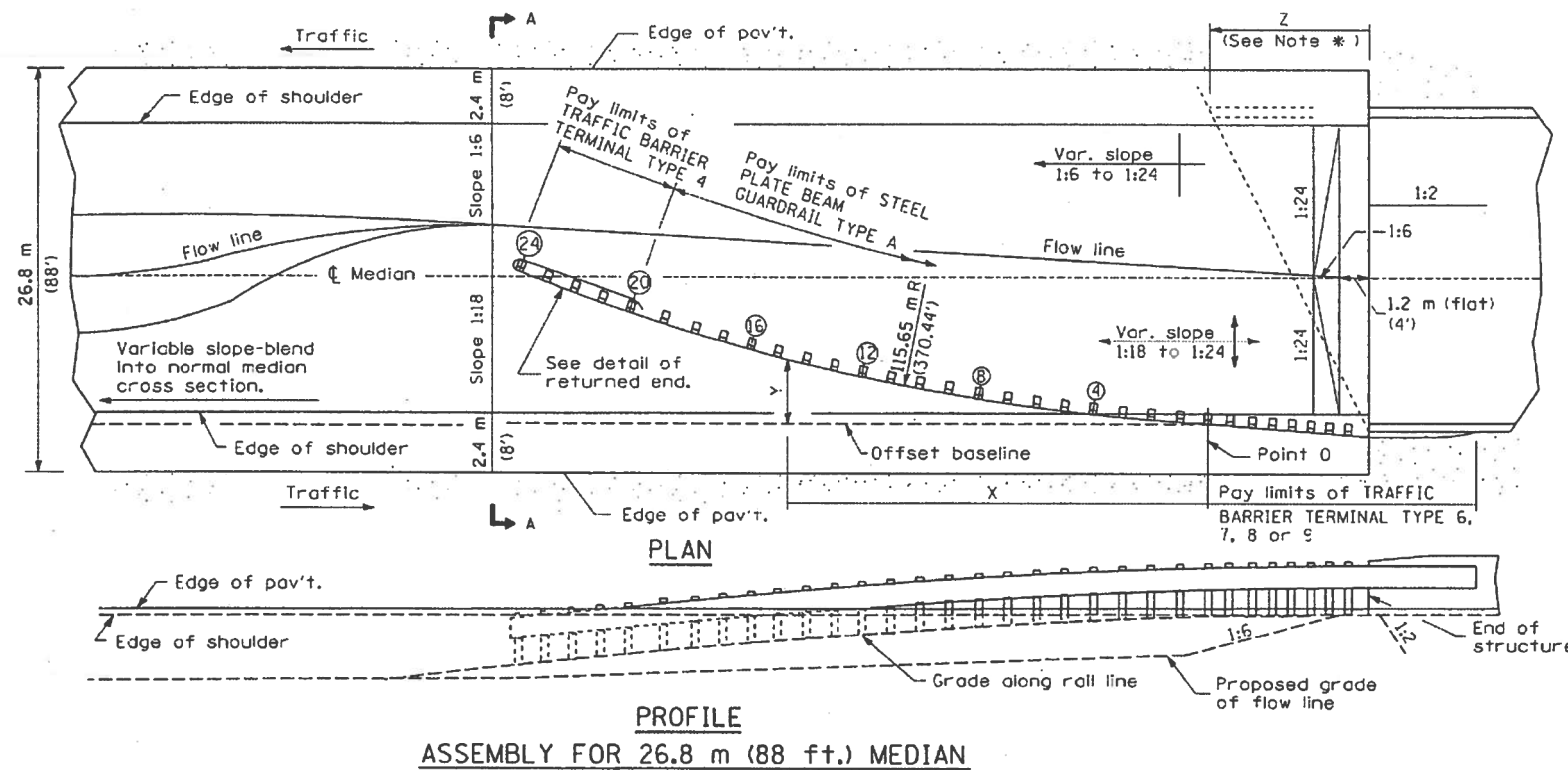 A
Traffic
Edge of pav't.
Z
(See Note * )
Edge of shoulder
2.4 m
(8')
Pay limits of
TRAFFIC BARRIER
TERMINAL TYPE 4
Pay limits of STEEL
PLATE BEAM
GUARDRAIL TYPE A
Slope 1:6
Var. slope
1:6 to 1:24
1:24
1:2
1:6
Flow line
Flow line
26.8 m
(88')
℄ Median
24
20
16
12
8
4
115.65 m R
(370.44')
1.2 m (flat)
(4')
Var. slope
1:18 to 1:24
1:24
Slope 1:18
Variable slope-blend
into normal median
cross section.
See detail of
returned end.
Y
Edge of shoulder
2.4 m
(8')
Offset baseline
Point 0
Traffic
X
Pay limits of TRAFFIC
BARRIER TERMINAL TYPE 6,
7, 8 or 9
A
Edge of pav't.
PLAN
Edge of pav't.
Edge of shoulder
1:6
1:2
End of
structure
Grade along rail line
Proposed grade
of flow line
PROFILE
ASSEMBLY FOR 26.8 m (88 ft.) MEDIAN